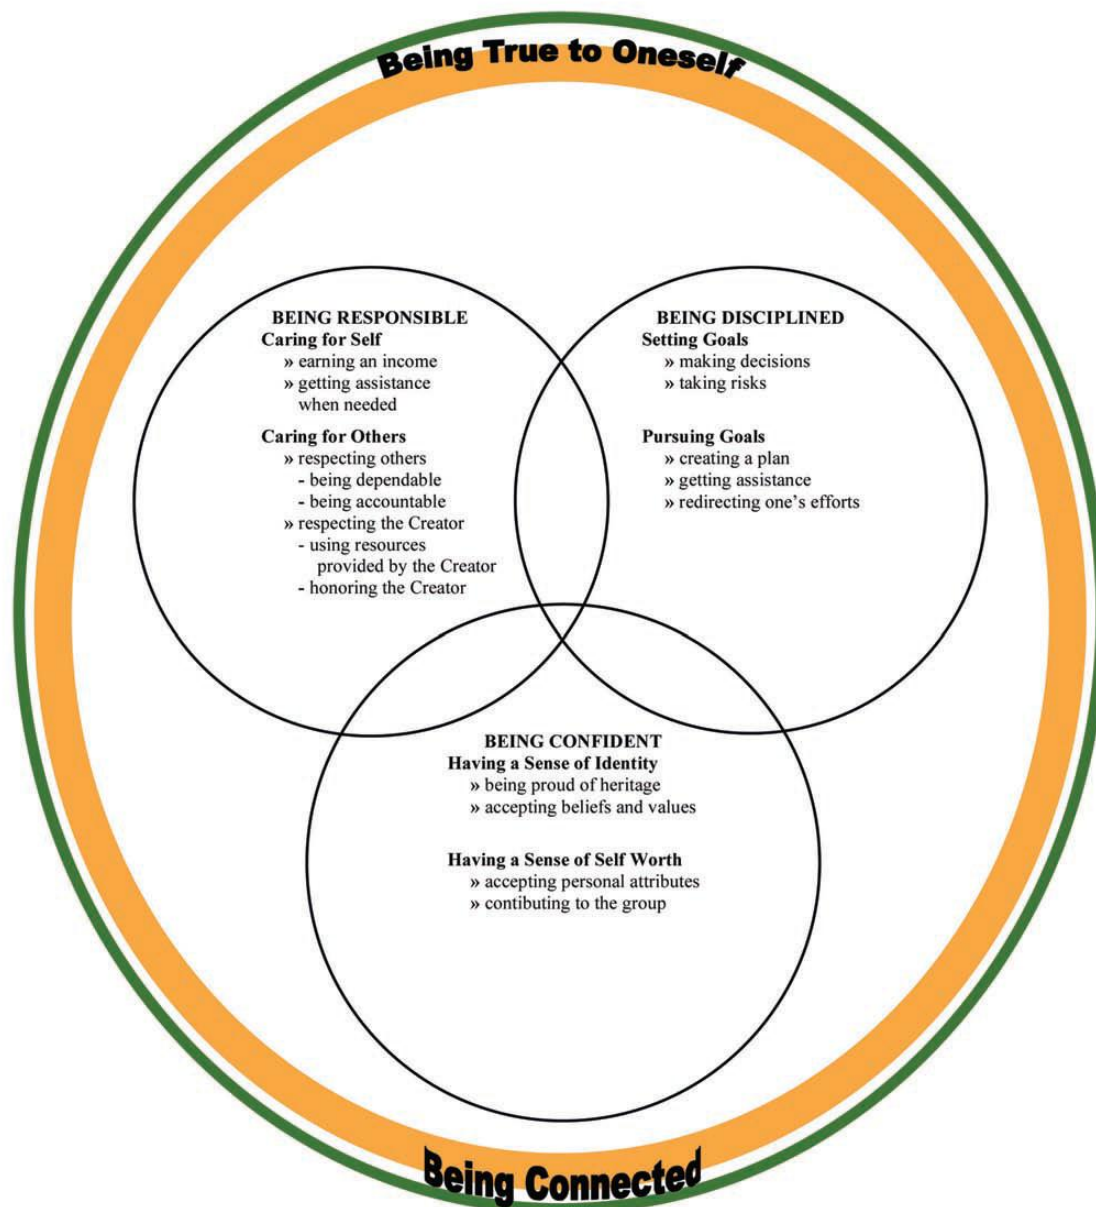 Being True to Oneself
BEING RESPONSIBLE
Caring for Self
» earning an income
» getting assistance
when needed
Caring for Others
» respecting others
- being dependable
- being accountable
» respecting the Creator
- using resources
provided by the Creator
- honoring the Creator
BEING DISCIPLINED
Setting Goals
» making decisions
» taking risks
Pursuing Goals
» creating a plan
» getting assistance
» redirecting one’s efforts
BEING CONFIDENT
Having a Sense of Identity
» being proud of heritage
» accepting beliefs and values
Having a Sense of Self Worth
» accepting personal attributes
» contibuting to the group
Being Connected